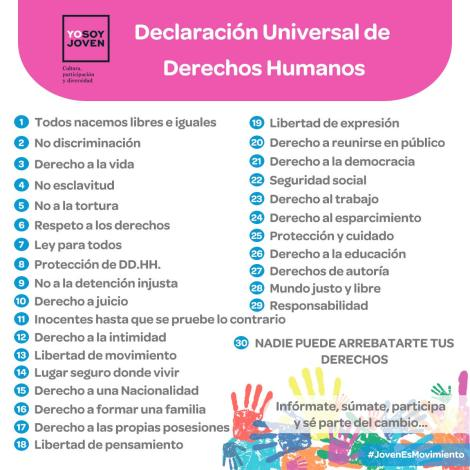 YO SOY
JOVEN
Cultura,
participación
y diversidad
Declaración Universal de
Derechos Humanos
1 Todos nacemos libres e iguales
2 No discriminación
3 Derecho a la vida
4 No esclavitud
5 No a la tortura
6 Respeto a los derechos
7 Ley para todos
8 Protección de DD.HH.
9 No a la detención injusta
10 Derecho a juicio
11 Inocentes hasta que se pruebe lo contrario
12 Derecho a la intimidad
13 Libertad de movimiento
14 Lugar seguro donde vivir
15 Derecho a una Nacionalidad
16 Derecho a formar una familia
17 Derecho a las propias posesiones
18 Libertad de pensamiento
19 Libertad de expresión
20 Derecho a reunirse en público
21 Derecho a la democracia
22 Seguridad social
23 Derecho al trabajo
24 Derecho al esparcimiento
25 Protección y cuidado
26 Derecho a la educación
27 Derechos de autoría
28 Mundo justo y libre
29 Responsabilidad
30 NADIE PUEDE ARREBATARTE TUS
DERECHOS
Infórmate, súmate, participa
y sé parte del cambio...
#JovenEsMovimiento